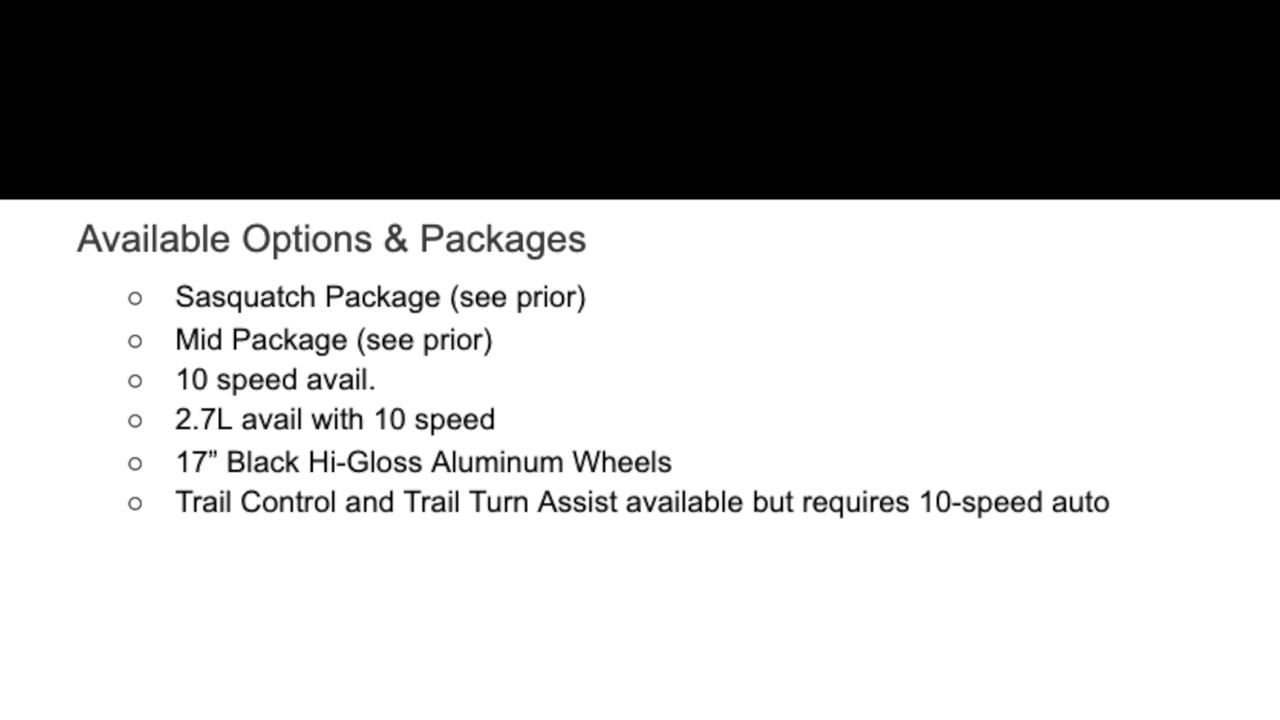 Available Options & Packages
○ Sasquatch Package (see prior)
○ Mid Package (see prior)
○ 10 speed avail.
○ 2.7L avail with 10 speed
○ 17” Black Hi-Gloss Aluminum Wheels
○ Trail Control and Trail Turn Assist available but requires 10-speed auto